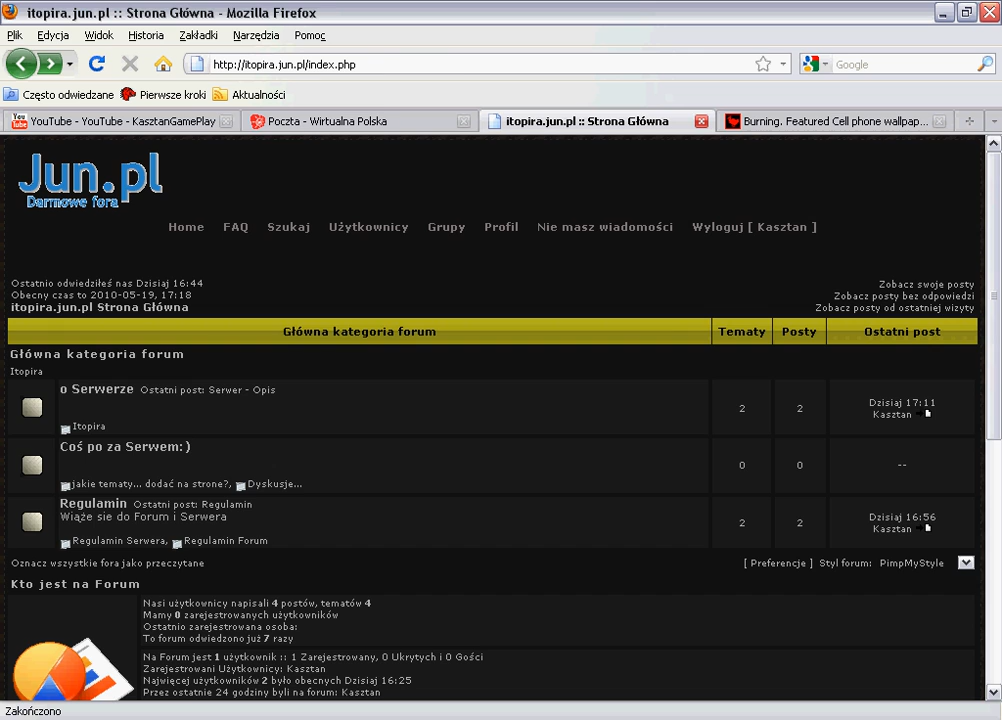 itopira.jun.pl :: Strona Główna - Mozilla Firefox
Plik Edycja Widok Historia Zakładki Narzędzia Pomoc
http://itopira.jun.pl/index.php Google
Często odwiedzane Pierwsze kroki Aktualności
YouTube - YouTube - KasztanGamePlay Poczta - Wirtualna Polska itopira.jun.pl :: Strona Główna Burning, Featured Cell phone wallpap...
Jun.pl
Darmowe fora
Home FAQ Szukaj Użytkownicy Grupy Profil Nie masz wiadomości Wyloguj [ Kasztan ]
Ostatnio odwiedziłeś nas Dzisiaj 16:44 Zobacz swoje posty
Obecny czas to 2010-05-19, 17:18 Zobacz posty bez odpowiedzi
itopira.jun.pl Strona Główna Zobacz posty od ostatniej wizyty
Główna kategoria forum Tematy Posty Ostatni post
Główna kategoria forum
Itopira
o Serwerze Ostatni post: Serwer - Opis
2 2 Dzisiaj 17:11
Kasztan
Itopira
Coś po za Serwem:)
0 0 --
jakie tematy... dodać na strone?, Dyskusje...
Regulamin Ostatni post: Regulamin
Wiąże sie do Forum i Serwera
2 2 Dzisiaj 16:56
Kasztan
Regulamin Serwera, Regulamin Forum
Oznacz wszystkie fora jako przeczytane [ Preferencje ] Styl forum: PimpMyStyle
Kto jest na Forum
Nasi użytkownicy napisali 4 postów, tematów 4
Mamy 0 zarejestrowanych użytkowników
Ostatnio zarejestrowana osoba:
To forum odwiedzono już 7 razy
Na Forum jest 1 użytkownik :: 1 Zarejestrowany, 0 Ukrytych i 0 Gości
Zarejestrowani Użytkownicy: Kasztan
Najwięcej użytkowników 2 było obecnych Dzisiaj 16:25
Przez ostatnie 24 godziny byli na forum: Kasztan
Zakończono